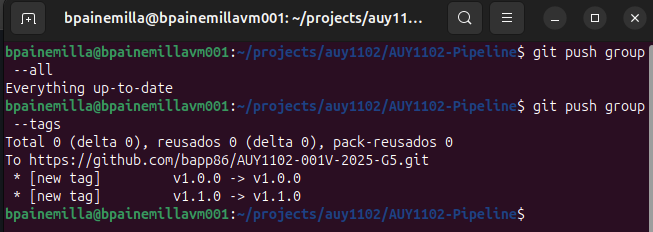 bpainemilla@bpainemillavm001: ~/projects/auy11...
bpainemilla@bpainemillavm001:~/projects/auy1102/AUY1102-Pipeline$ git push group
 --all
Everything up-to-date
bpainemilla@bpainemillavm001:~/projects/auy1102/AUY1102-Pipeline$ git push group
 --tags
Total 0 (delta 0), reusados 0 (delta 0), pack-reusados 0
To https://github.com/bapp86/AUY1102-001V-2025-G5.git
 * [new tag]         v1.0.0 -> v1.0.0
 * [new tag]         v1.1.0 -> v1.1.0
bpainemilla@bpainemillavm001:~/projects/auy1102/AUY1102-Pipeline$